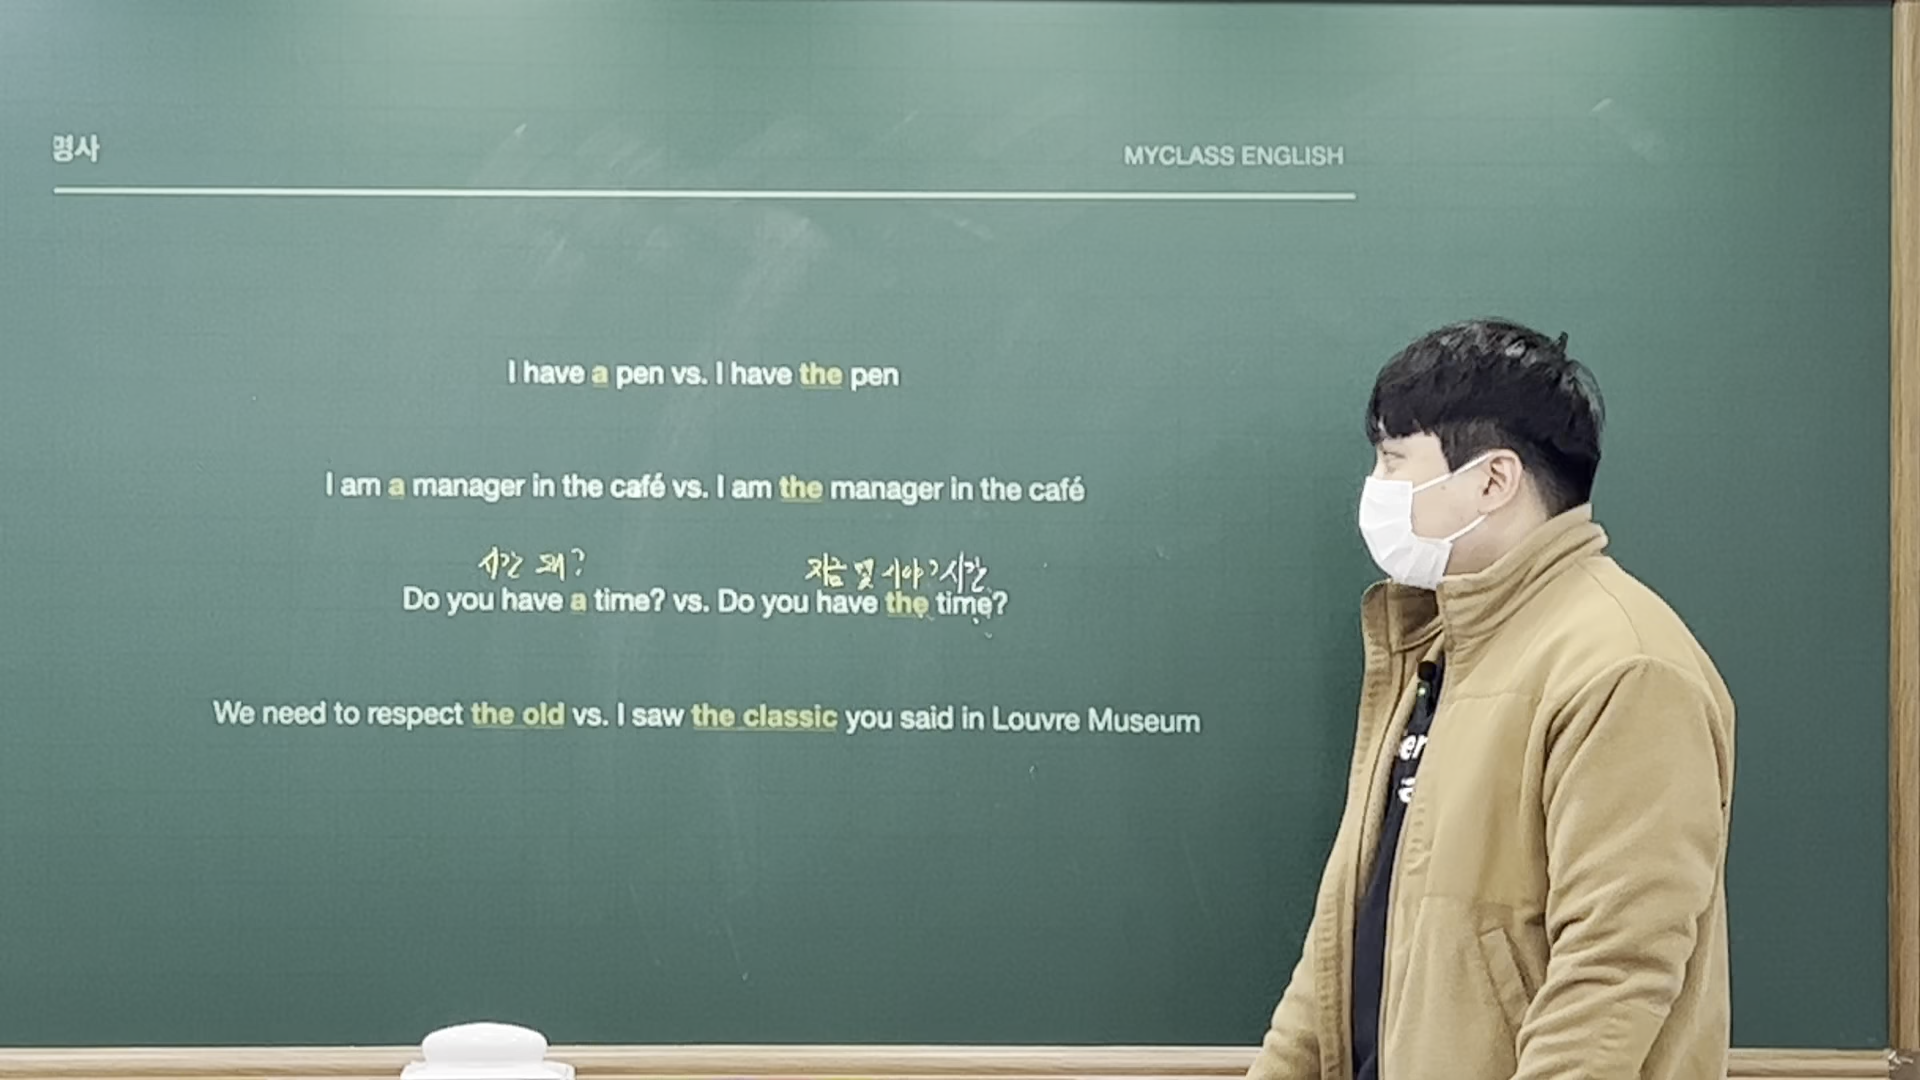 명사
MYCLASS ENGLISH
I have a pen vs. I have the pen
I am a manager in the café vs. I am the manager in the café
시간 돼? 지금 몇 시야? 시간
Do you have a time? vs. Do you have the time?
We need to respect the old vs. I saw the classic you said in Louvre Museum